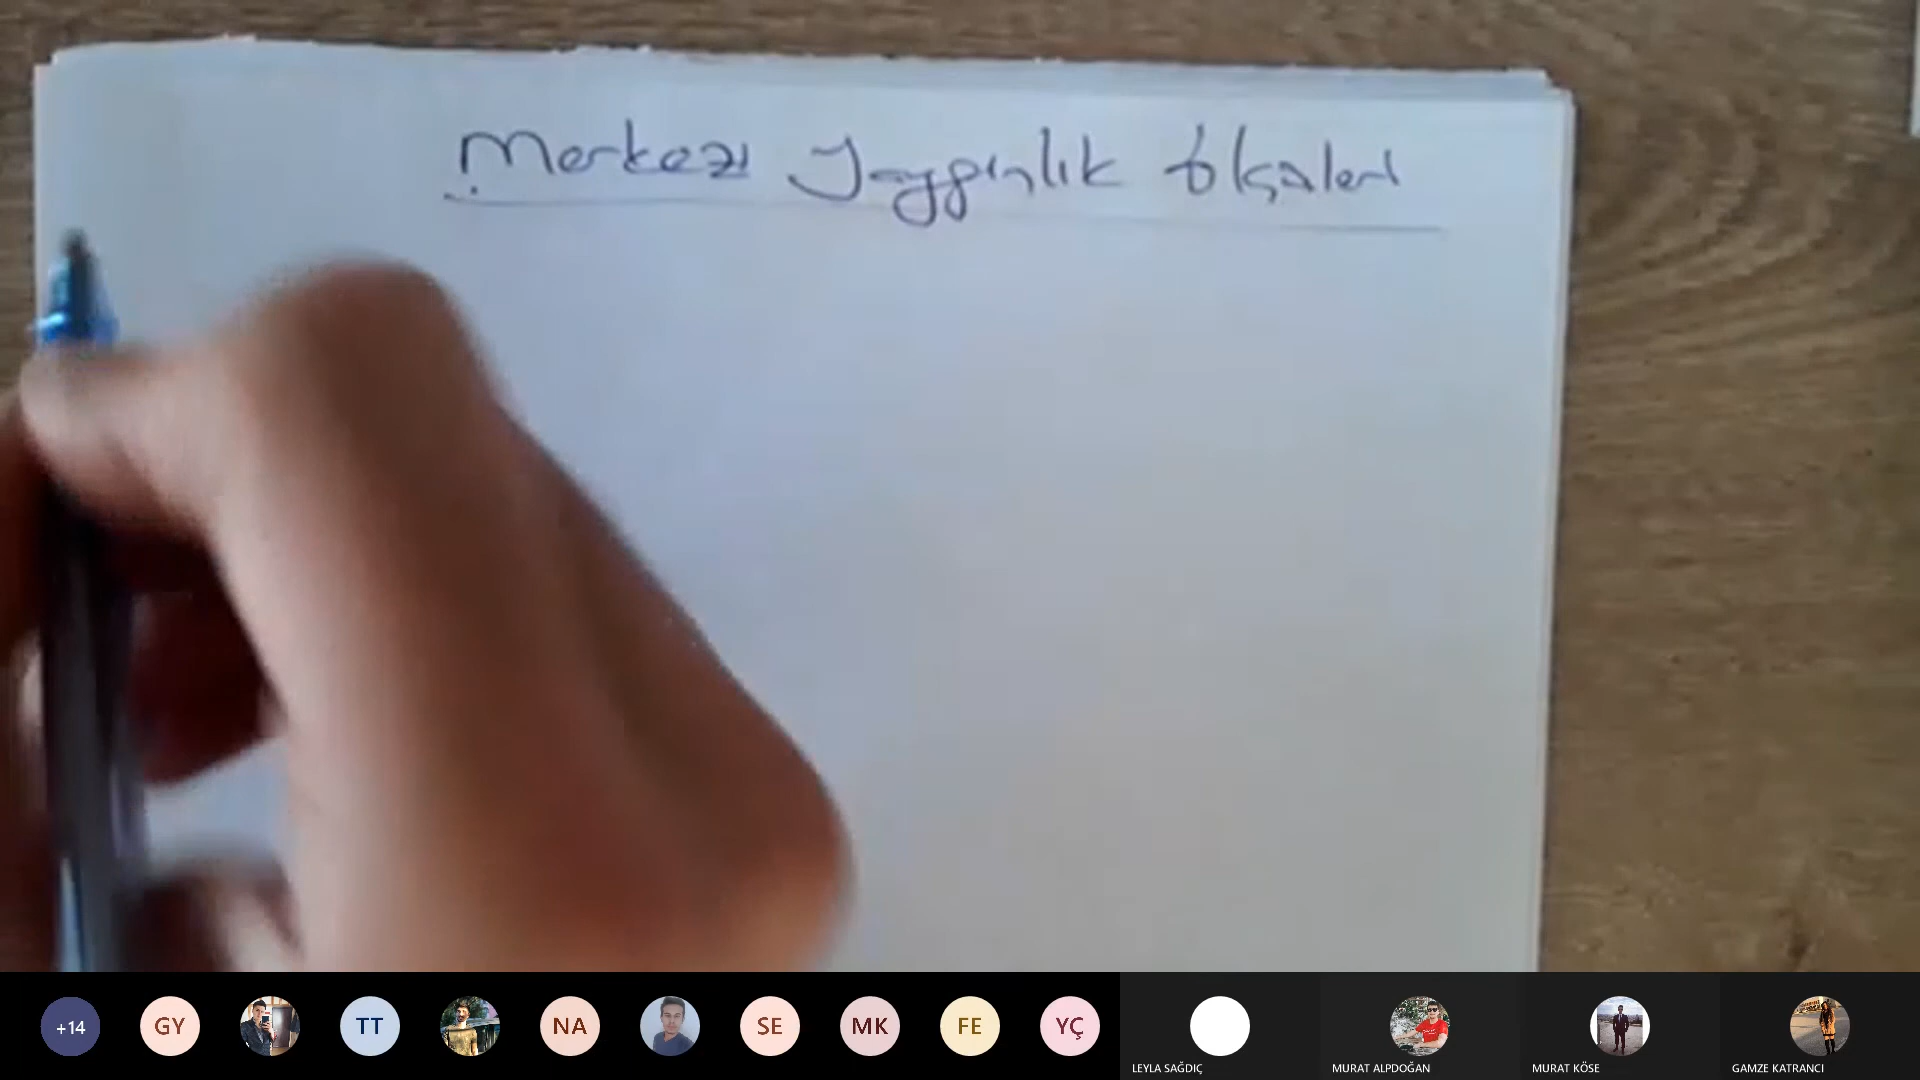 Merkezi Yaygınlık ölçüleri
+14 GY TT NA SE MK FE YÇ
LEYLA SAĞDIÇ MURAT ALPDOĞAN MURAT KÖSE GAMZE KATRANCI